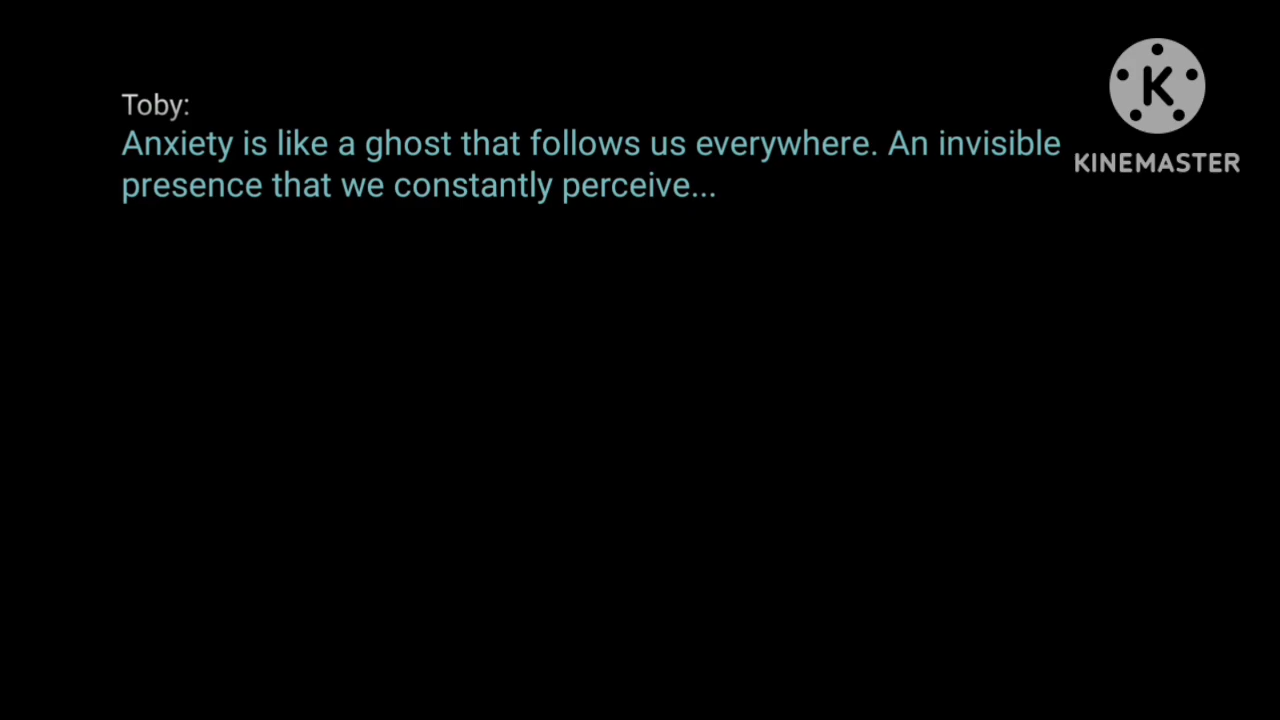 Toby:
Anxiety is like a ghost that follows us everywhere. An invisible
presence that we constantly perceive...
K
KINEMASTER